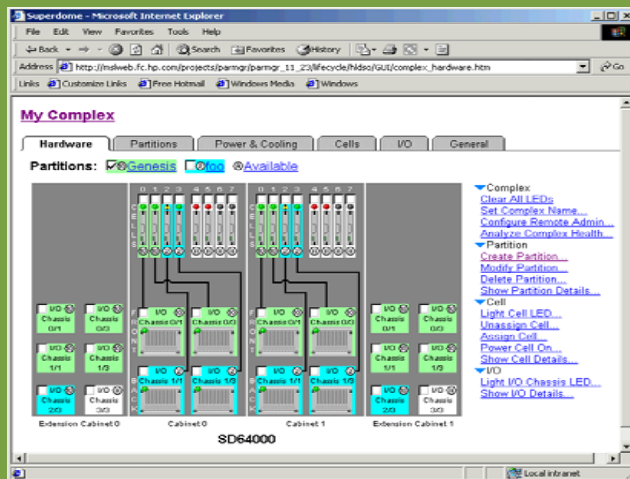 Superdome - Microsoft Internet Explorer
File Edit View Favorites Tools Help
Back Search Favorites History
Address http://mslweb.fc.hp.com/projects/parmgr/parmgr_11_23/lifecycle/hldso/GUI/complex_hardware.htm Go
Links Customize Links Free Hotmail Windows Media Windows
My Complex
Hardware Partitions Power & Cooling Cells I/O General
Partitions: Genesis foo Available
0 1 2 3 4 5 6 7 0 1 2 3 4 5 6 7
CELLS CELLS
Complex
Clear All LEDs
Set Complex Name...
Configure Remote Admin...
Analyze Complex Health...
Partition
Create Partition...
Modify Partition...
Delete Partition...
Show Partition Details...
Cell
Light Cell LED...
Unassign Cell...
Assign Cell...
Power Cell On...
Show Cell Details...
I/O
Light I/O Chassis LED...
Show I/O Details...
I/O Chassis 0/1 I/O Chassis 0/3
I/O Chassis 1/1 I/O Chassis 1/3
I/O Chassis 2/3 I/O Chassis 3/3
FRONT I/O Chassis 0/1 I/O Chassis 0/3
BACK I/O Chassis 1/1 I/O Chassis 1/3
FRONT I/O Chassis 0/1 I/O Chassis 0/3
BACK I/O Chassis 1/1 I/O Chassis 1/3
I/O Chassis 0/1 I/O Chassis 0/3
I/O Chassis 1/1 I/O Chassis 1/3
I/O Chassis 2/3 I/O Chassis 3/3
Extension Cabinet 0 Cabinet 0 Cabinet 1 Extension Cabinet 1
SD64000
Local intranet